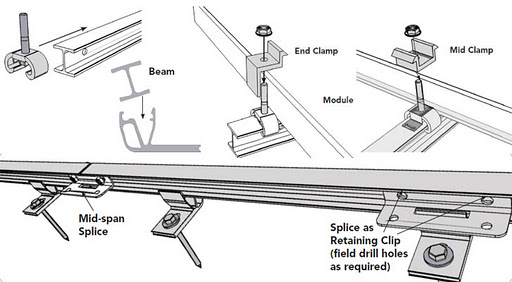 End Clamp
Mid Clamp
Beam
Module
Mid-span
Splice
Splice as
Retaining Clip
(field drill holes
as required)